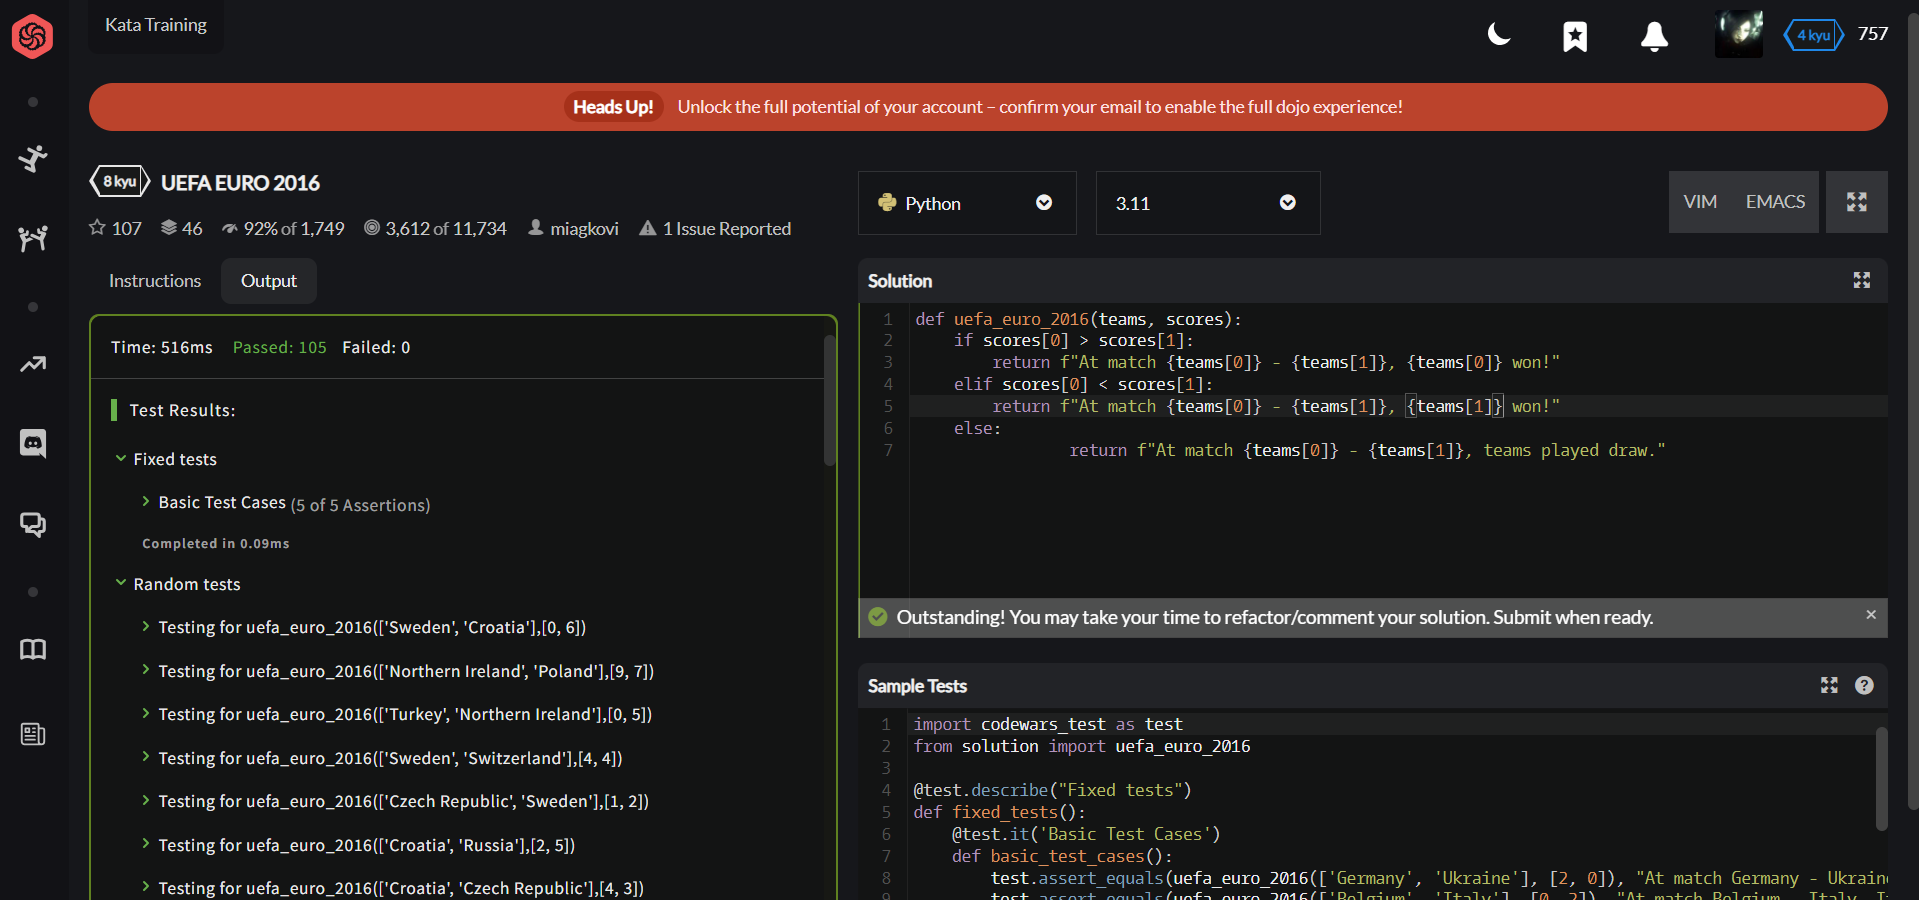 Kata Training
4 kyu 757
Heads Up! Unlock the full potential of your account – confirm your email to enable the full dojo experience!
8 kyu UEFA EURO 2016
107 46 92% of 1,749 3,612 of 11,734 miagkovi 1 Issue Reported
Python 3.11 VIM EMACS
Instructions Output
Time: 516ms Passed: 105 Failed: 0
Test Results:
Fixed tests
Basic Test Cases (5 of 5 Assertions)
Completed in 0.09ms
Random tests
Testing for uefa_euro_2016(['Sweden', 'Croatia'],[0, 6])
Testing for uefa_euro_2016(['Northern Ireland', 'Poland'],[9, 7])
Testing for uefa_euro_2016(['Turkey', 'Northern Ireland'],[0, 5])
Testing for uefa_euro_2016(['Sweden', 'Switzerland'],[4, 4])
Testing for uefa_euro_2016(['Czech Republic', 'Sweden'],[1, 2])
Testing for uefa_euro_2016(['Croatia', 'Russia'],[2, 5])
Testing for uefa_euro_2016(['Croatia', 'Czech Republic'],[4, 3])
Solution
1 def uefa_euro_2016(teams, scores):
2     if scores[0] > scores[1]:
3         return f"At match {teams[0]} - {teams[1]}, {teams[0]} won!"
4     elif scores[0] < scores[1]:
5         return f"At match {teams[0]} - {teams[1]}, {teams[1]} won!"
6     else:
7                 return f"At match {teams[0]} - {teams[1]}, teams played draw."
Outstanding! You may take your time to refactor/comment your solution. Submit when ready.
Sample Tests
1 import codewars_test as test
2 from solution import uefa_euro_2016
3
4 @test.describe("Fixed tests")
5 def fixed_tests():
6     @test.it('Basic Test Cases')
7     def basic_test_cases():
8         test.assert_equals(uefa_euro_2016(['Germany', 'Ukraine'], [2, 0]), "At match Germany - Ukraine